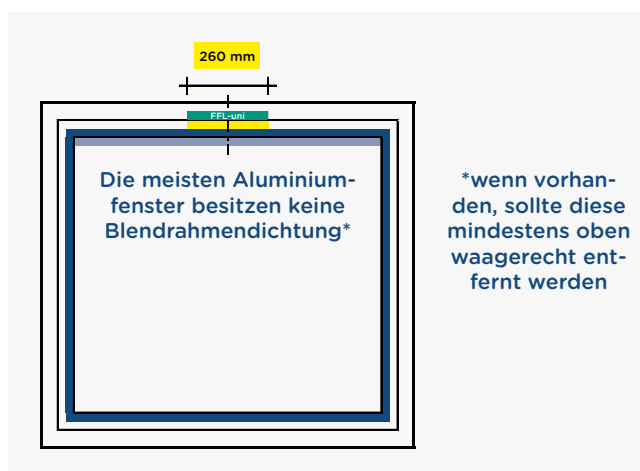 260 mm
FFL-uni
Die meisten Aluminium-
fenster besitzen keine
Blendrahmendichtung*
*wenn vorhan-
den, sollte diese
mindestens oben
waagerecht ent-
fernt werden